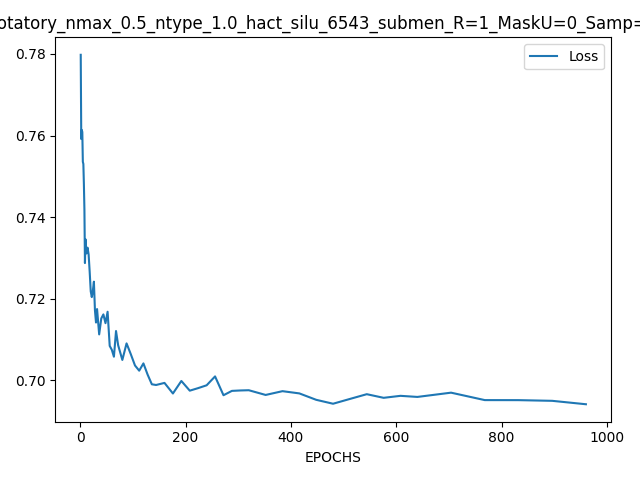 otatory_nmax_0.5_ntype_1.0_hact_silu_6543_submen_R=1_MaskU=0_Samp=
Loss
0.78
0.76
0.74
0.72
0.70
0 200 400 600 800 1000
EPOCHS